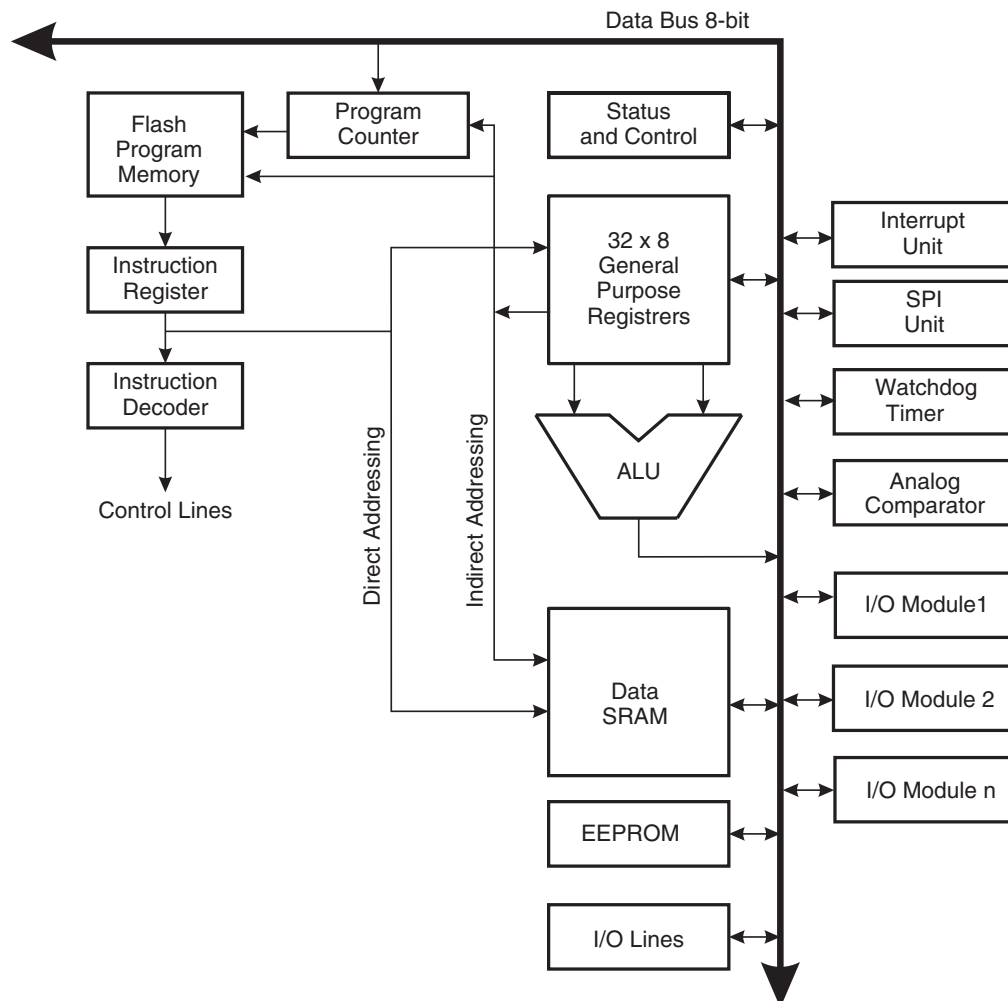 Data Bus 8-bit
Flash
Program
Memory
Program
Counter
Status
and Control
Instruction
Register
32 x 8
General
Purpose
Registrers
Interrupt
Unit
SPI
Unit
Instruction
Decoder
Watchdog
Timer
ALU
Analog
Comparator
Control Lines
Direct Addressing
Indirect Addressing
I/O Module1
Data
SRAM
I/O Module 2
I/O Module n
EEPROM
I/O Lines